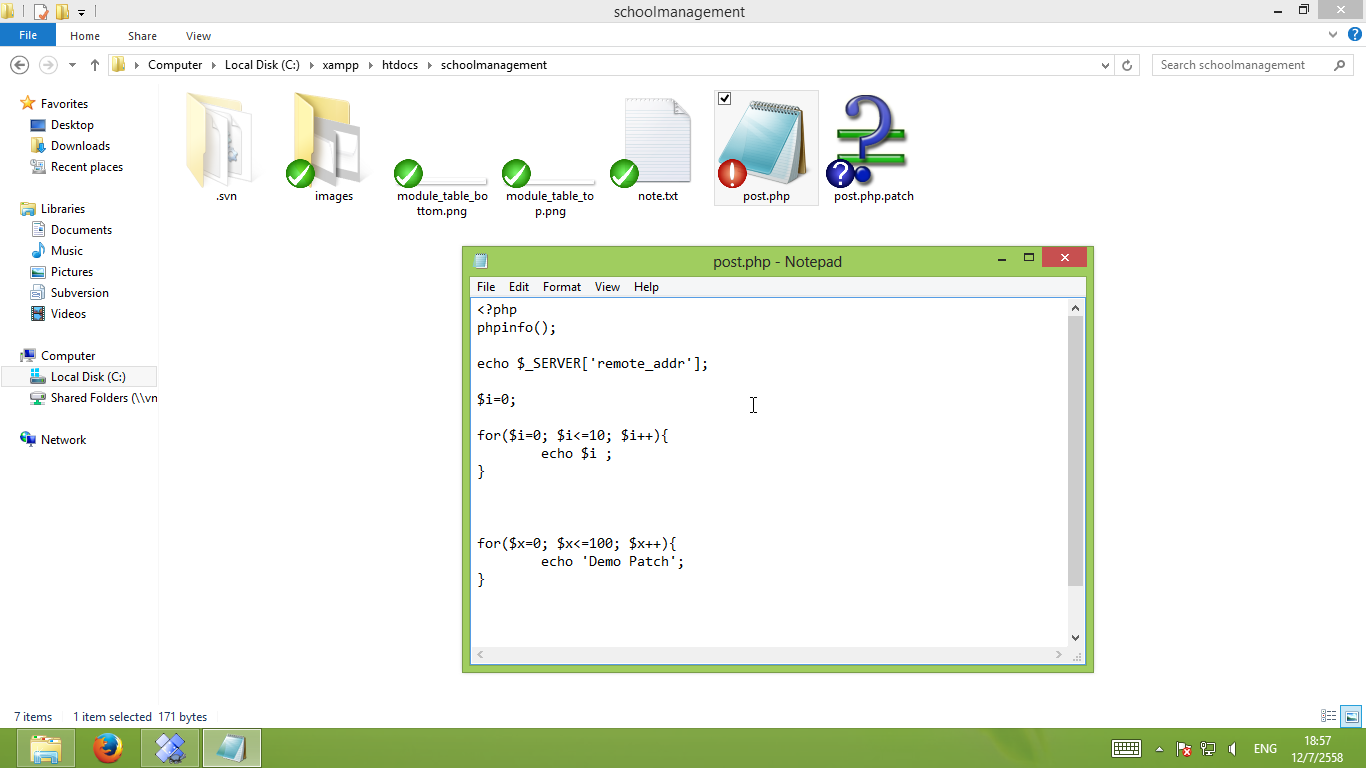 schoolmanagement
File Home Share View
Computer Local Disk (C:) xampp htdocs schoolmanagement
Search schoolmanagement
Favorites
Desktop
Downloads
Recent places
Libraries
Documents
Music
Pictures
Subversion
Videos
Computer
Local Disk (C:)
Shared Folders (\\vn
Network
.svn
images
module_table_bo
ttom.png
module_table_to
p.png
note.txt
post.php
post.php.patch
post.php - Notepad
File Edit Format View Help
<?php
phpinfo();
echo $_SERVER['remote_addr'];
$i=0;
for($i=0; $i<=10; $i++){
echo $i ;
}
for($x=0; $x<=100; $x++){
echo 'Demo Patch';
}
7 items 1 item selected 171 bytes
ENG
18:57
12/7/2558